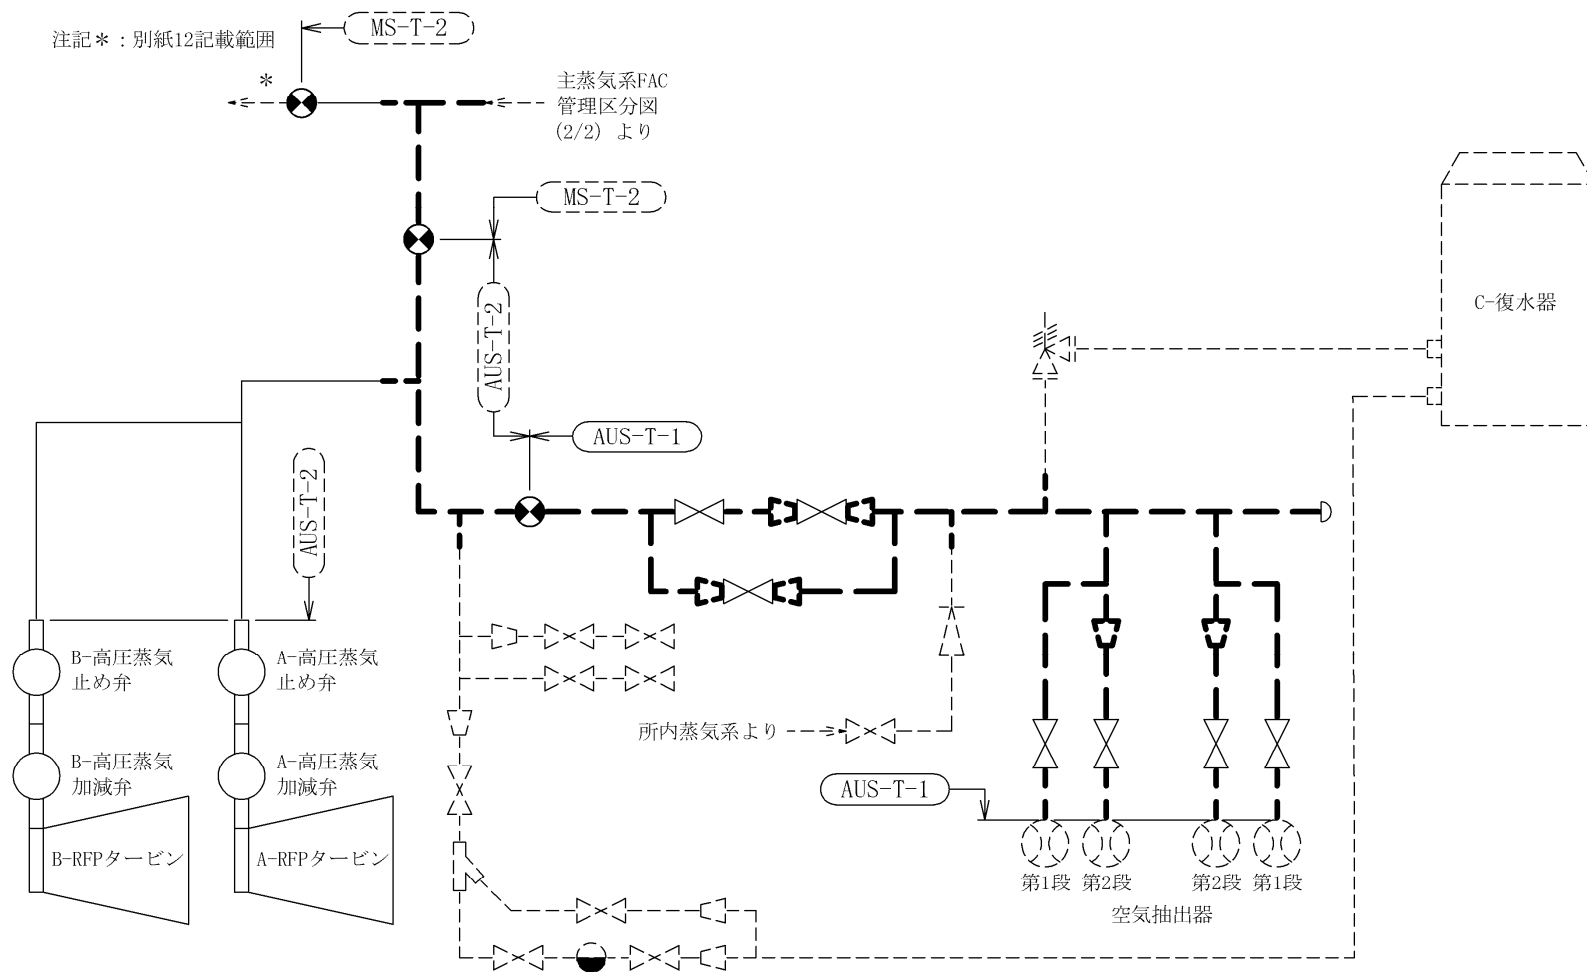 MS-T-2
注記＊：別紙12記載範囲
＊
主蒸気系FAC
管理区分図
(2/2) より
MS-T-2
AUS-T-2
C-復水器
AUS-T-1
AUS-T-2
B-高圧蒸気
止め弁
A-高圧蒸気
止め弁
所内蒸気系より
B-高圧蒸気
加減弁
A-高圧蒸気
加減弁
AUS-T-1
B-RFPタービン
A-RFPタービン
第1段
第2段
第2段
第1段
空気抽出器